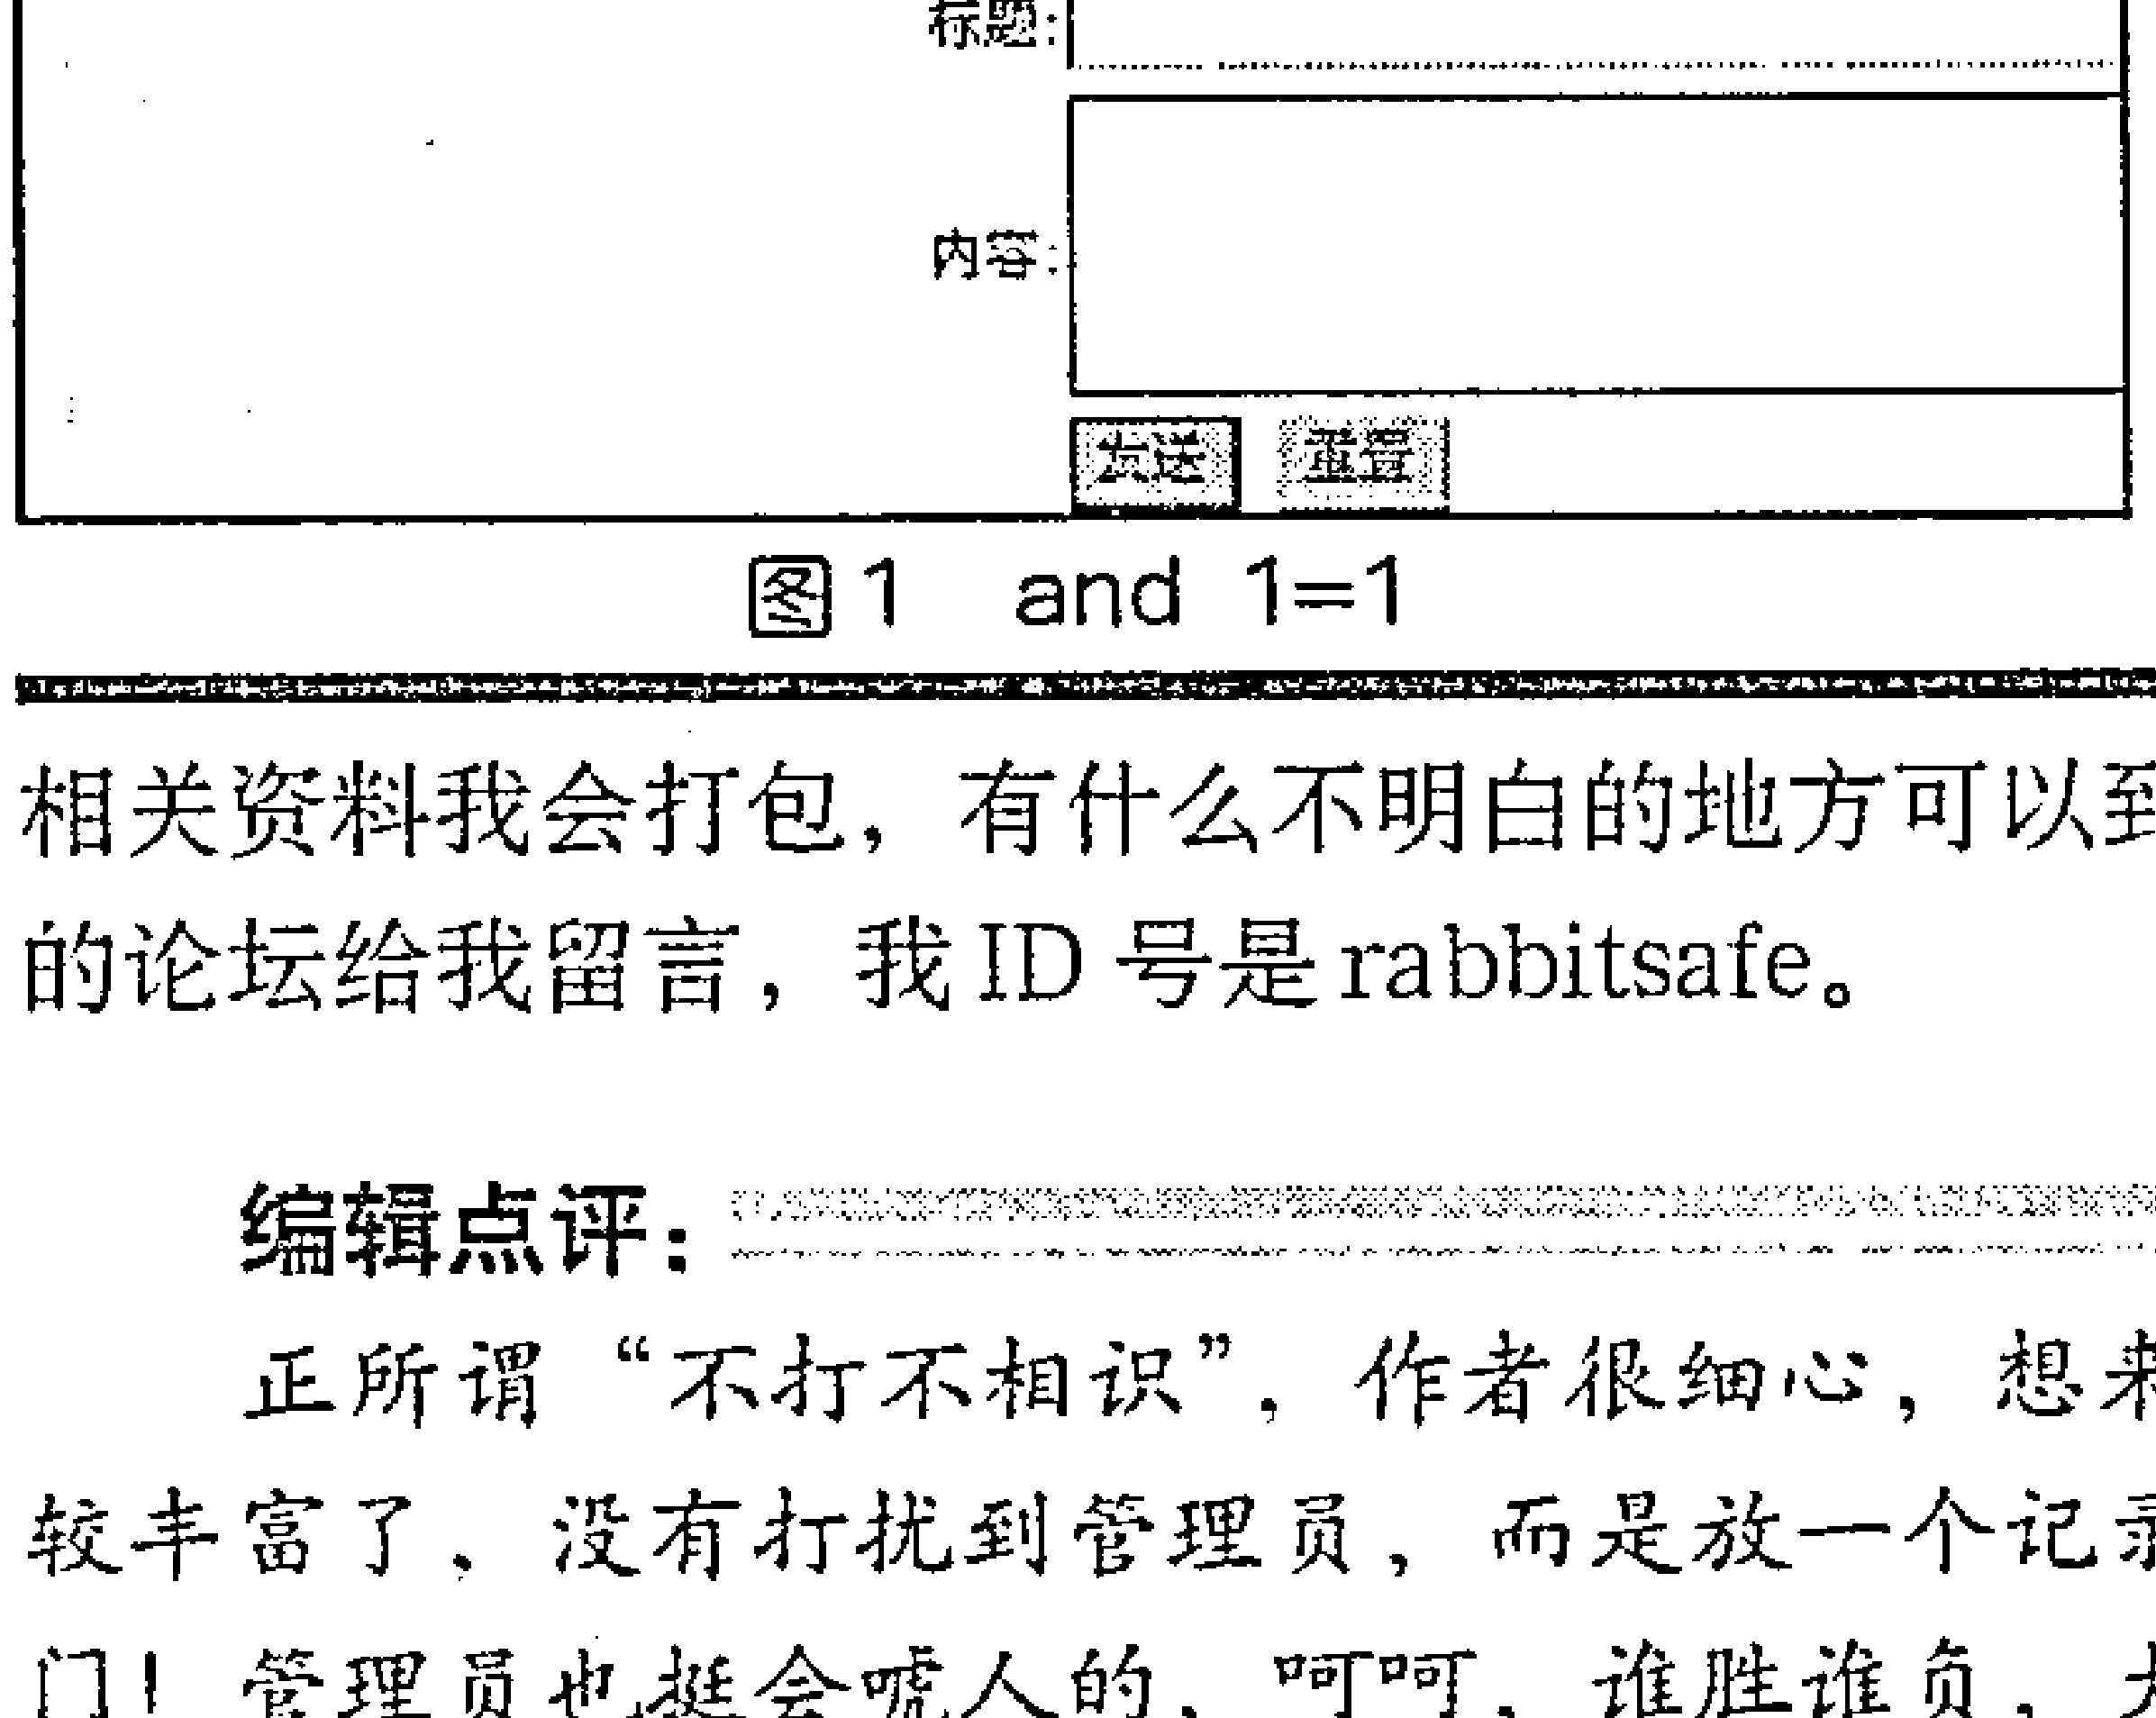 标题:
内容:
发送 重置
图1 and 1=1
相关资料我会打包，有什么不明白的地方可以到
的论坛给我留言，我ID号是rabbitsafe。
编辑点评：
正所谓“不打不相识”，作者很细心，想来
较丰富了，没有打扰到管理员，而是放一个记录
门！管理员也挺会唬人的，呵呵，谁胜谁负，